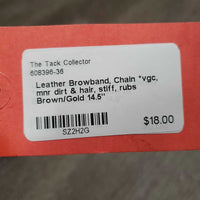 The Tack Collector
608396-36
Leather Browband, Chain *vgc,
mnr dirt & hair, stiff, rubs
Brown/Gold 14.5"
$18.00
SZ2H2G